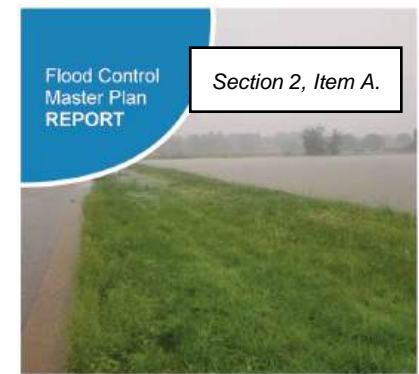 Flood Control
Master Plan
REPORT
Section 2, Item A.